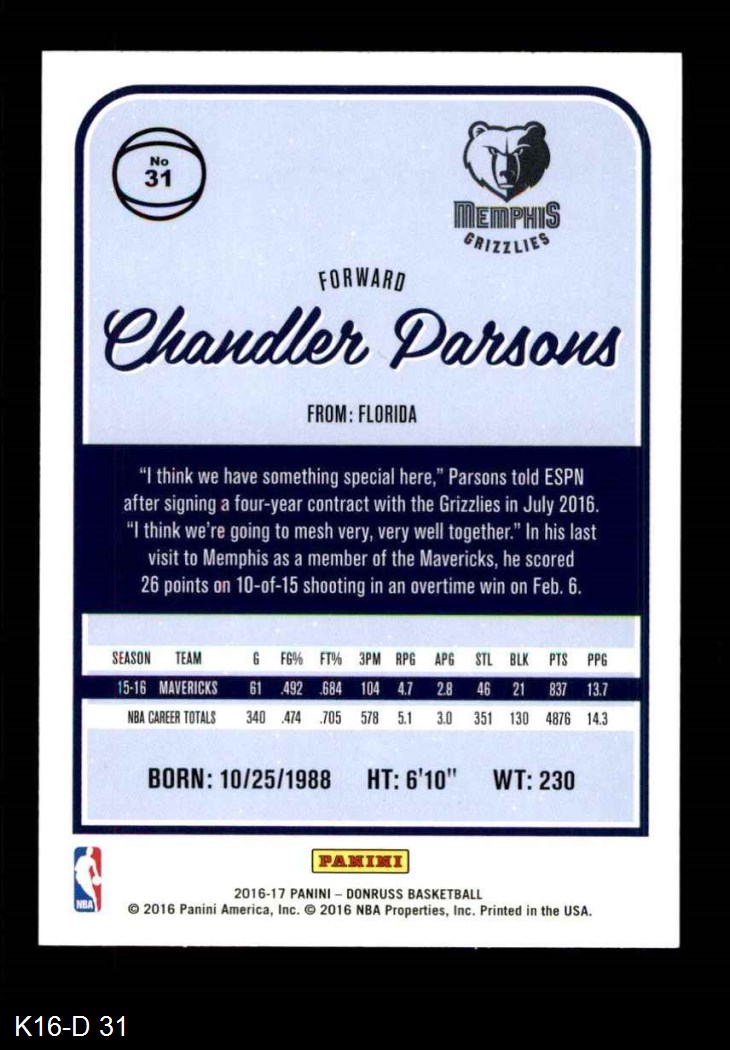 No
31
MEMPHIS
GRIZZLIES
FORWARD
Chandler Parsons
FROM: FLORIDA
“I think we have something special here,” Parsons told ESPN
after signing a four-year contract with the Grizzlies in July 2016.
“I think we’re going to mesh very, very well together.” In his last
visit to Memphis as a member of the Mavericks, he scored
26 points on 10-of-15 shooting in an overtime win on Feb. 6.
SEASON TEAM G FG% FT% 3PM RPG APG STL BLK PTS PPG
15-16 MAVERICKS 61 .492 .684 104 4.7 2.8 46 21 837 13.7
NBA CAREER TOTALS 340 .474 .705 578 5.1 3.0 351 130 4876 14.3
BORN: 10/25/1988 HT: 6'10" WT: 230
PANINI
NBA
2016-17 PANINI – DONRUSS BASKETBALL
© 2016 Panini America, Inc. © 2016 NBA Properties, Inc. Printed in the USA.
K16-D 31